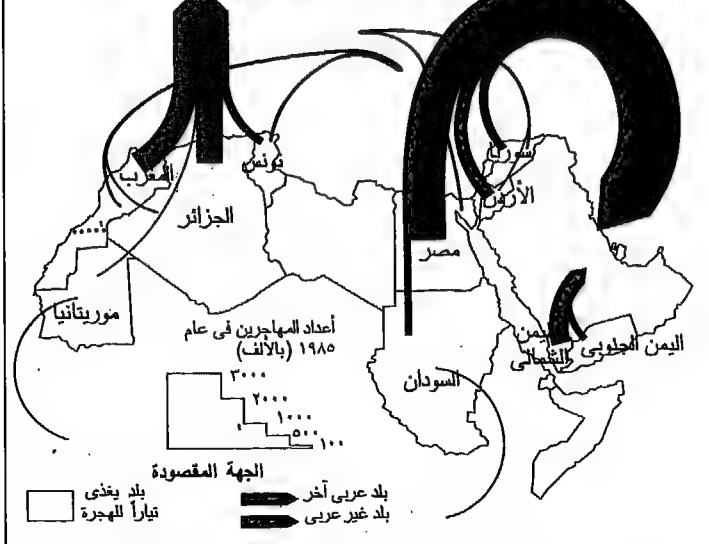 سوريا
تونس
المغرب
الأردن
الجزائر
مصر
موريتانيا
أعداد المهاجرين فى عام
١٩٨٥ (بالألف)
اليمن
الشمالى
اليمن الجنوبى
السودان
٣٠٠٠
٢٠٠٠
١٠٠٠
٥٠٠
١٠٠
الجهة المقصودة
بلد عربى آخر
بلد غير عربى
بلد يغذى
تياراً للهجرة